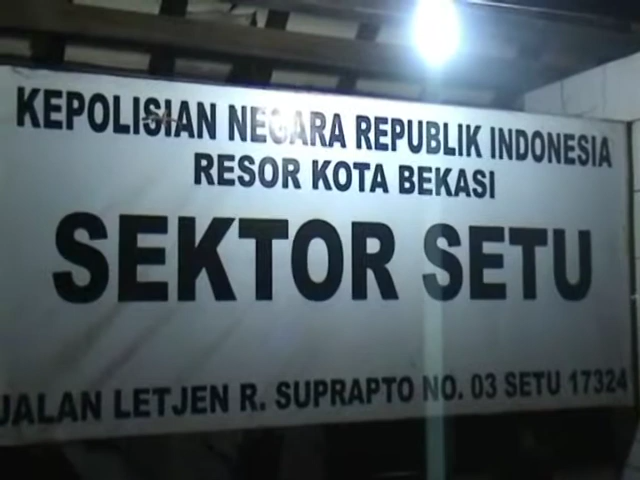 KEPOLISIAN NEGARA REPUBLIK INDONESIA
RESOR KOTA BEKASI
SEKTOR SETU
JALAN LETJEN R. SUPRAPTO NO. 03 SETU 17324